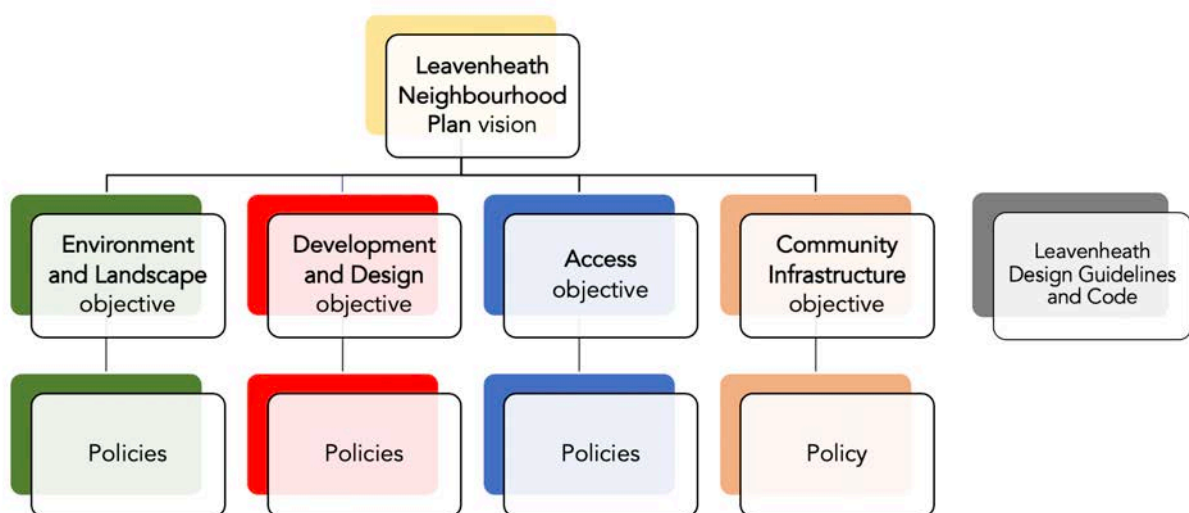 Leavenheath
Neighbourhood
Plan vision
Environment
and Landscape
objective
Development
and Design
objective
Access
objective
Community
Infrastructure
objective
Leavenheath
Design Guidelines
and Code
Policies
Policies
Policies
Policy